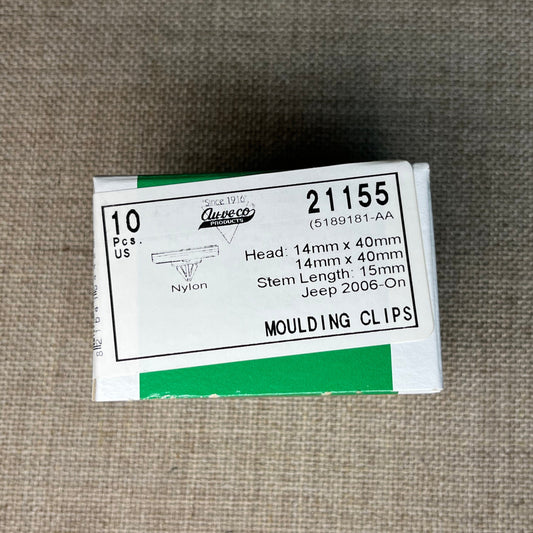 10
Pcs.
US
"Since 1916"
Au-ve-co
PRODUCTS
21155
(5189181-AA
Nylon
Head: 14mm x 40mm
14mm x 40mm
Stem Length: 15mm
Jeep 2006-On
MOULDING CLIPS